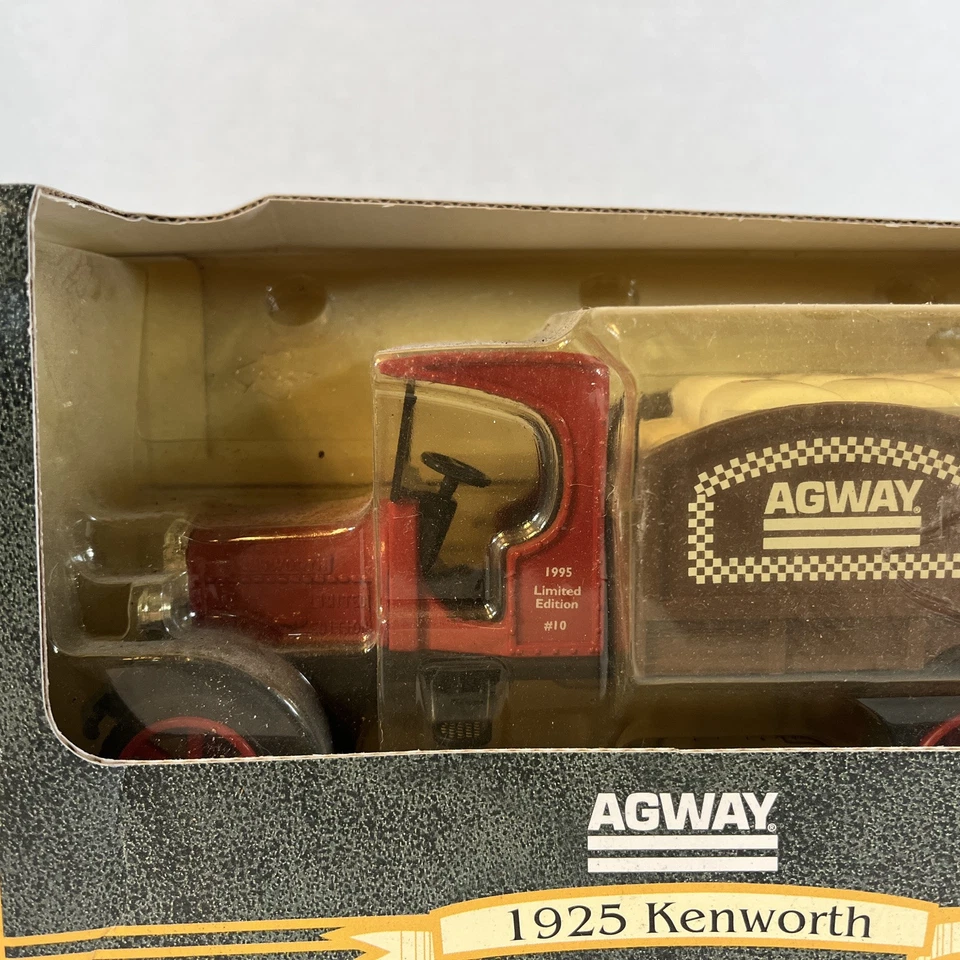 AGWAY®
1995
Limited
Edition
#10
AGWAY®
1925 Kenworth